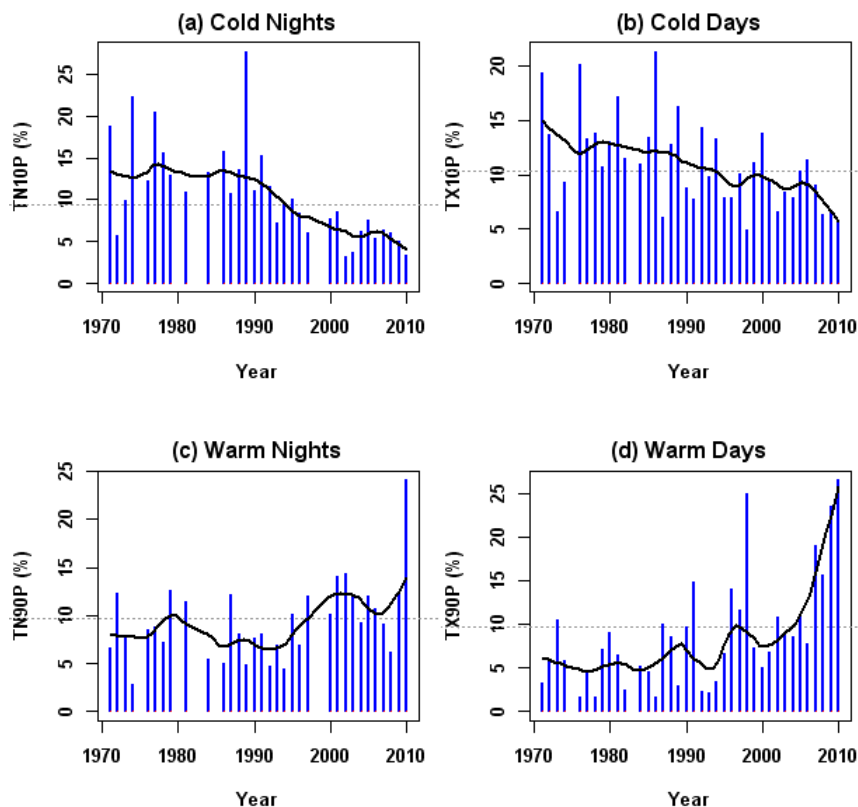 (a) Cold Nights
TN10P (%)
25
20
15
10
5
0
1970 1980 1990 2000 2010
Year
(b) Cold Days
TX10P (%)
20
15
10
5
0
1970 1980 1990 2000 2010
Year
(c) Warm Nights
TN90P (%)
25
20
15
10
5
0
1970 1980 1990 2000 2010
Year
(d) Warm Days
TX90P (%)
25
20
15
10
5
0
1970 1980 1990 2000 2010
Year